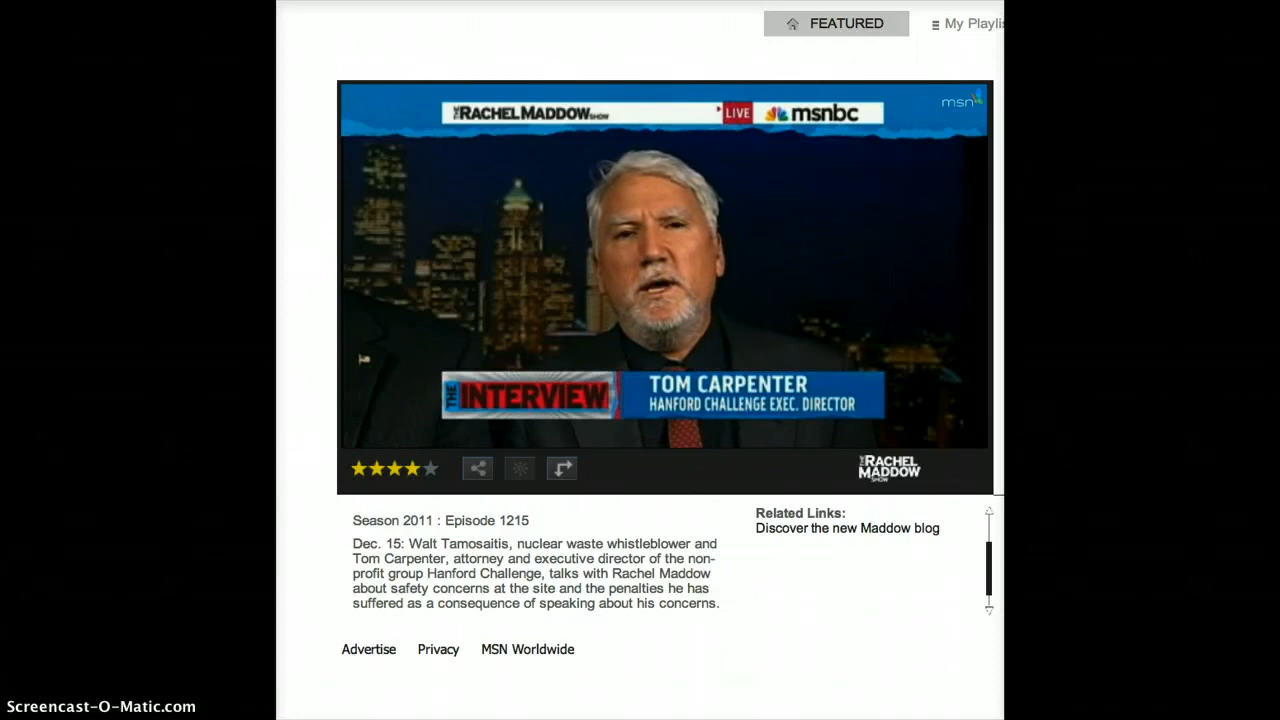 FEATURED
My Playlis
THE RACHEL MADDOW SHOW
LIVE
msnbc
msn
THE INTERVIEW
TOM CARPENTER
HANFORD CHALLENGE EXEC. DIRECTOR
THE RACHEL MADDOW SHOW
Season 2011 : Episode 1215
Dec. 15: Walt Tamosaitis, nuclear waste whistleblower and
Tom Carpenter, attorney and executive director of the non-
profit group Hanford Challenge, talks with Rachel Maddow
about safety concerns at the site and the penalties he has
suffered as a consequence of speaking about his concerns.
Related Links:
Discover the new Maddow blog
Advertise
Privacy
MSN Worldwide
Screencast-O-Matic.com